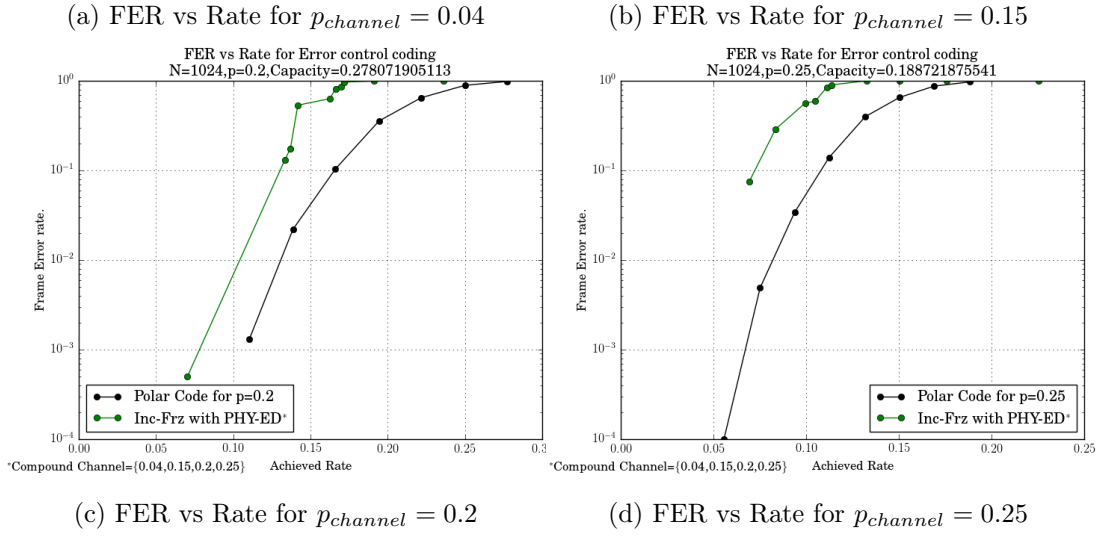 (a) FER vs Rate for p_channel = 0.04
(b) FER vs Rate for p_channel = 0.15
FER vs Rate for Error control coding
N=1024,p=0.2,Capacity=0.278071905113
Frame Error rate.
10^0
10^-1
10^-2
10^-3
10^-4
Polar Code for p=0.2
Inc-Frz with PHY-ED*
0.00 0.05 0.10 0.15 0.20 0.25 0.3
*Compound Channel={0.04,0.15,0.2,0.25} Achieved Rate
FER vs Rate for Error control coding
N=1024,p=0.25,Capacity=0.188721875541
Frame Error rate.
10^0
10^-1
10^-2
10^-3
10^-4
Polar Code for p=0.25
Inc-Frz with PHY-ED*
0.00 0.05 0.10 0.15 0.20 0.25
*Compound Channel={0.04,0.15,0.2,0.25} Achieved Rate
(c) FER vs Rate for p_channel = 0.2
(d) FER vs Rate for p_channel = 0.25